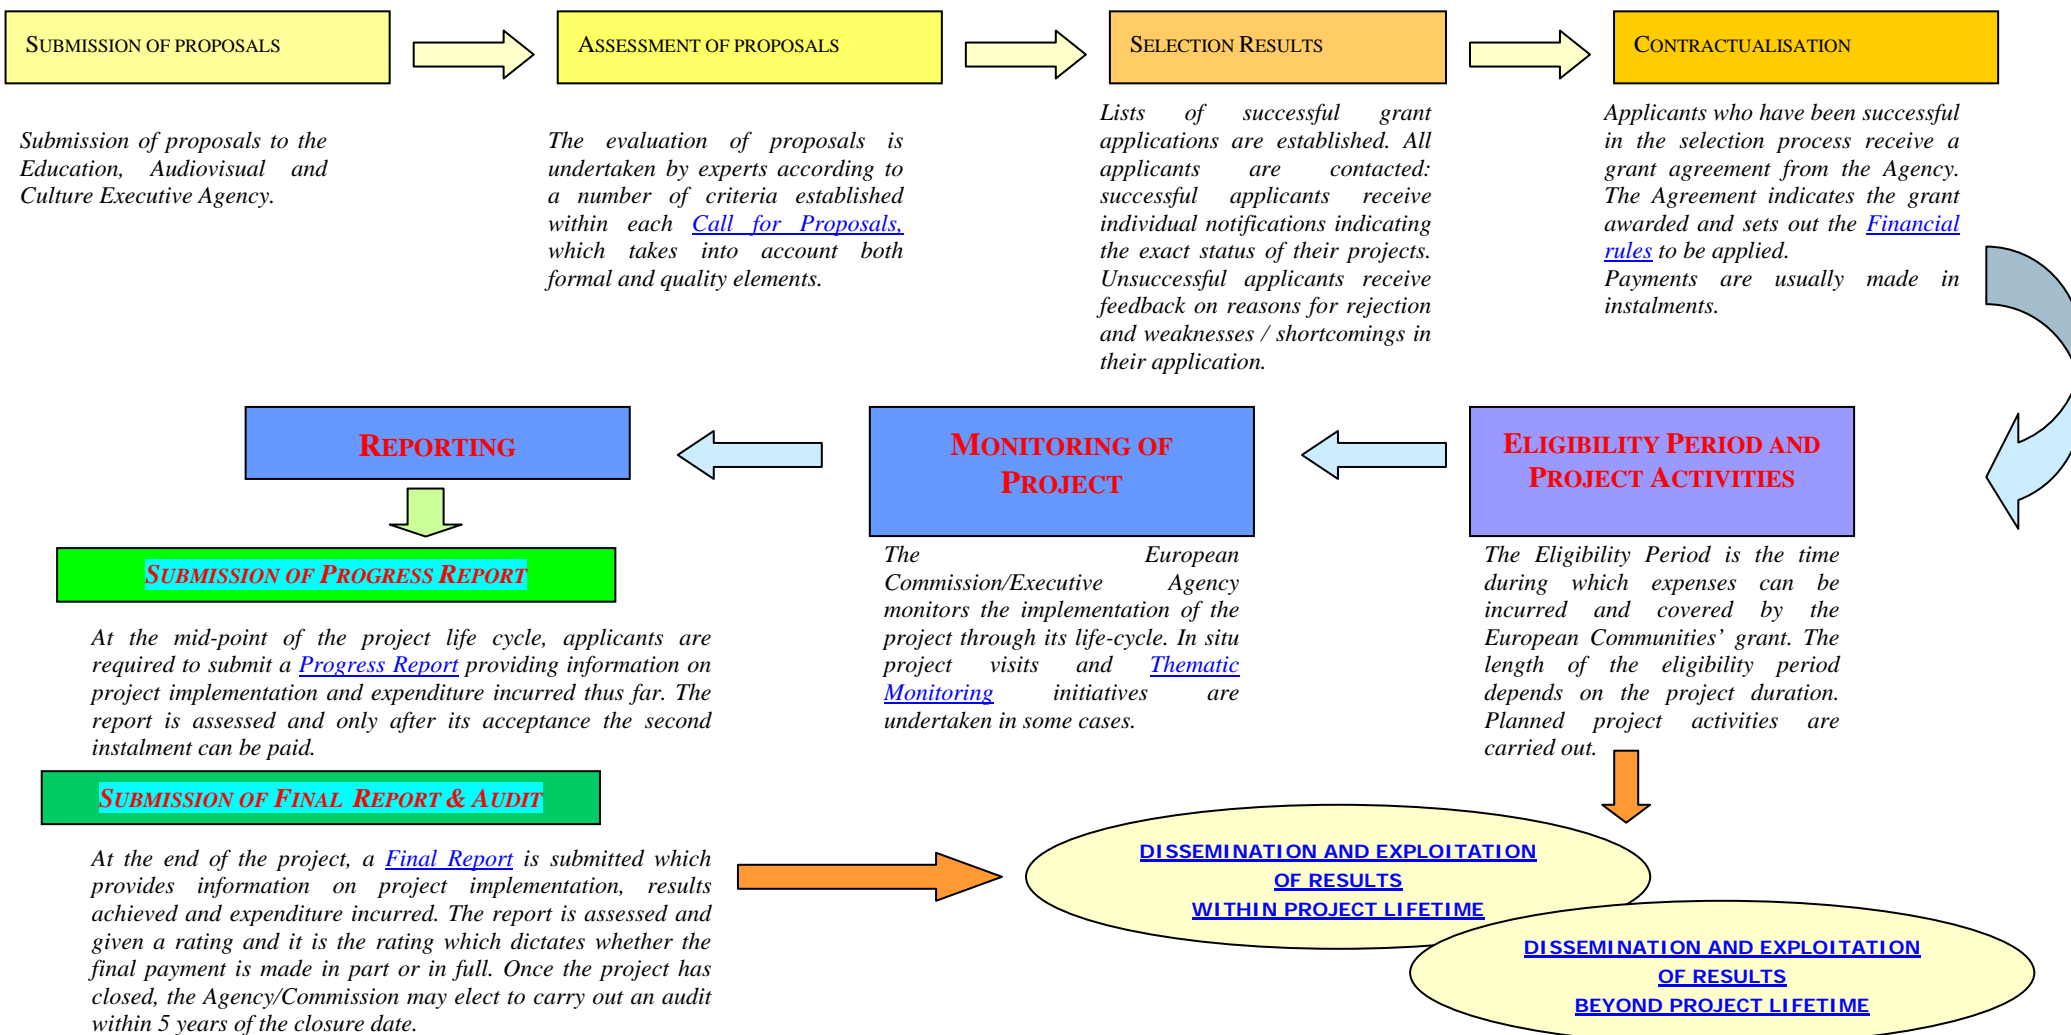 SUBMISSION OF PROPOSALS
Submission of proposals to the
Education, Audiovisual and
Culture Executive Agency.
ASSESSMENT OF PROPOSALS
The evaluation of proposals is
undertaken by experts according to
a number of criteria established
within each Call for Proposals,
which takes into account both
formal and quality elements.
SELECTION RESULTS
Lists of successful grant
applications are established. All
applicants are contacted:
successful applicants receive
individual notifications indicating
the exact status of their projects.
Unsuccessful applicants receive
feedback on reasons for rejection
and weaknesses / shortcomings in
their application.
CONTRACTUALISATION
Applicants who have been successful
in the selection process receive a
grant agreement from the Agency.
The Agreement indicates the grant
awarded and sets out the Financial
rules to be applied.
Payments are usually made in
instalments.
ELIGIBILITY PERIOD AND
PROJECT ACTIVITIES
The Eligibility Period is the time
during which expenses can be
incurred and covered by the
European Communities’ grant. The
length of the eligibility period
depends on the project duration.
Planned project activities are
carried out.
MONITORING OF
PROJECT
The European
Commission/Executive Agency
monitors the implementation of the
project through its life-cycle. In situ
project visits and Thematic
Monitoring initiatives are
undertaken in some cases.
REPORTING
SUBMISSION OF PROGRESS REPORT
At the mid-point of the project life cycle, applicants are
required to submit a Progress Report providing information on
project implementation and expenditure incurred thus far. The
report is assessed and only after its acceptance the second
instalment can be paid.
SUBMISSION OF FINAL REPORT & AUDIT
At the end of the project, a Final Report is submitted which
provides information on project implementation, results
achieved and expenditure incurred. The report is assessed and
given a rating and it is the rating which dictates whether the
final payment is made in part or in full. Once the project has
closed, the Agency/Commission may elect to carry out an audit
within 5 years of the closure date.
DISSEMINATION AND EXPLOITATION
OF RESULTS
WITHIN PROJECT LIFETIME
DISSEMINATION AND EXPLOITATION
OF RESULTS
BEYOND PROJECT LIFETIME